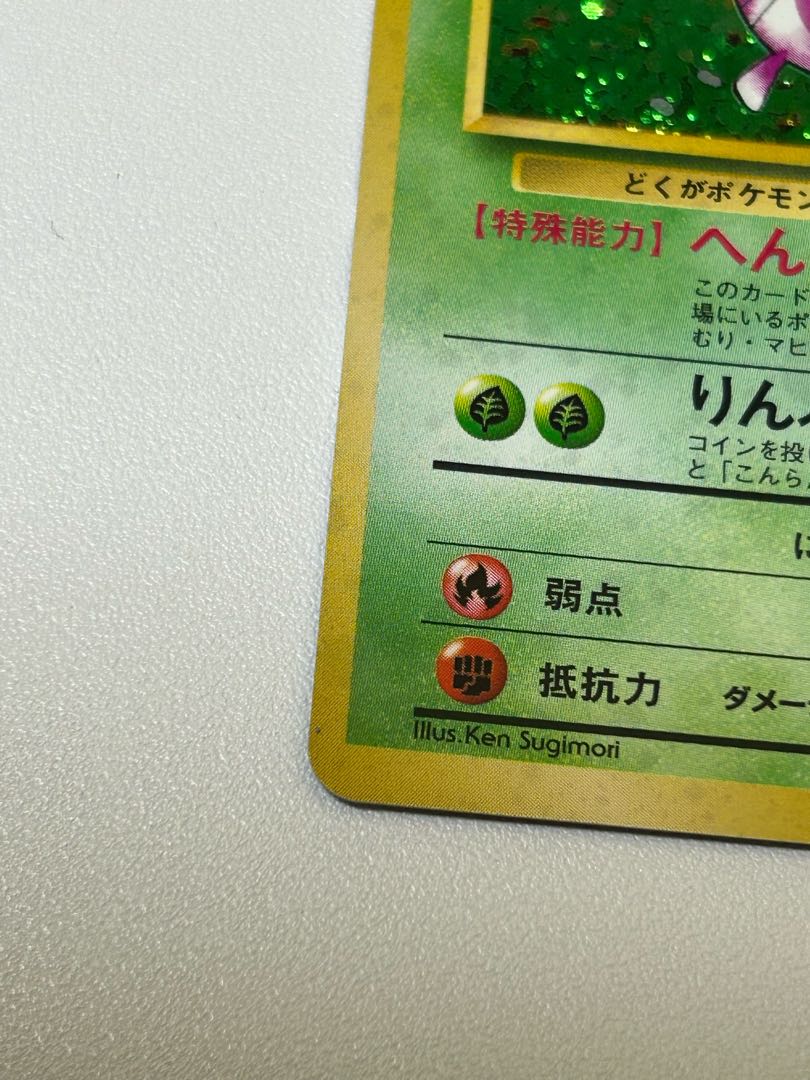 どくがポケモン
【特殊能力】 へん
このカード
場にいるポ
むり・マヒ
りん
コインを投
と「こんら
に
弱点
抵抗力 ダメー
Illus.Ken Sugimori